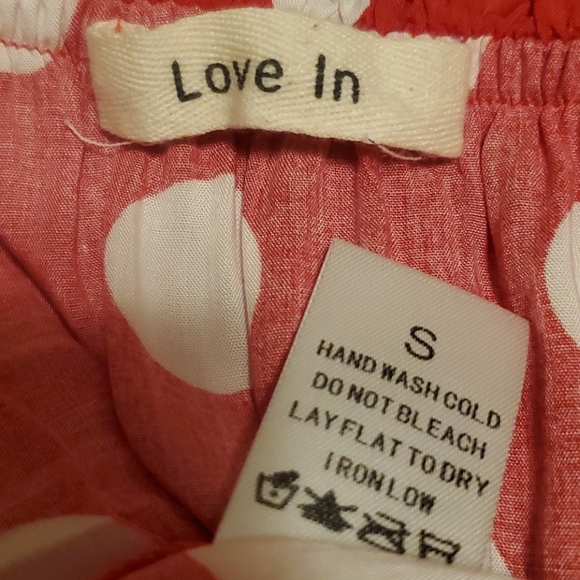 Love In
S
HAND WASH COLD
DO NOT BLEACH
LAY FLAT TO DRY
IRON LOW